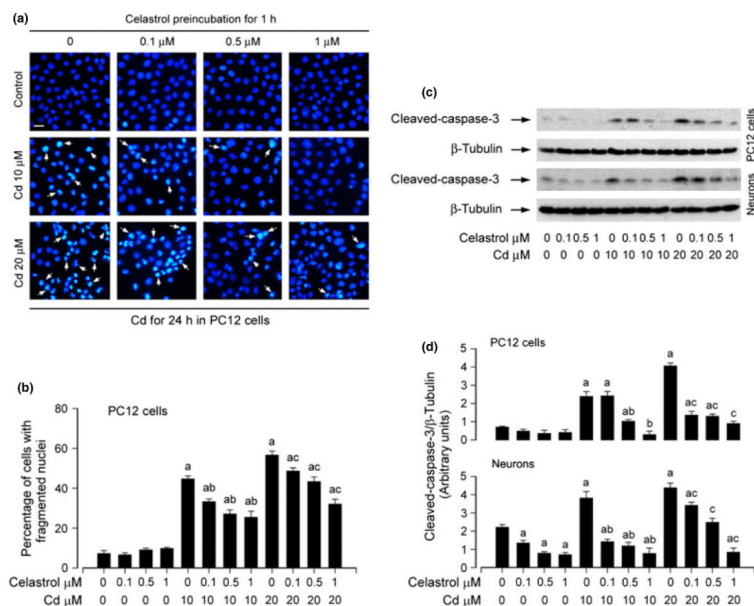 (a)
Celastrol preincubation for 1 h
0 0.1 µM 0.5 µM 1 µM
Control
Cd 10 µM
Cd 20 µM
Cd for 24 h in PC12 cells
(b)
PC12 cells
Percentage of cells with
fragmented nuclei
80
60
40
20
0
a ab ab ab a ac ac ac
Celastrol µM 0 0.1 0.5 1 0 0.1 0.5 1 0 0.1 0.5 1
Cd µM 0 0 0 0 10 10 10 10 20 20 20 20
(c)
Cleaved-caspase-3
β-Tubulin
PC12 cells
Cleaved-caspase-3
β-Tubulin
Neurons
Celastrol µM 0 0.1 0.5 1 0 0.1 0.5 1 0 0.1 0.5 1
Cd µM 0 0 0 0 10 10 10 10 20 20 20 20
(d)
PC12 cells
Cleaved-caspase-3/β-Tubulin
(Arbitrary units)
5
4
3
2
1
0
a a ab b a ac ac c
Neurons
5
4
3
2
1
0
a a a a ab ab ab a a c ac
Celastrol µM 0 0.1 0.5 1 0 0.1 0.5 1 0 0.1 0.5 1
Cd µM 0 0 0 0 10 10 10 10 20 20 20 20